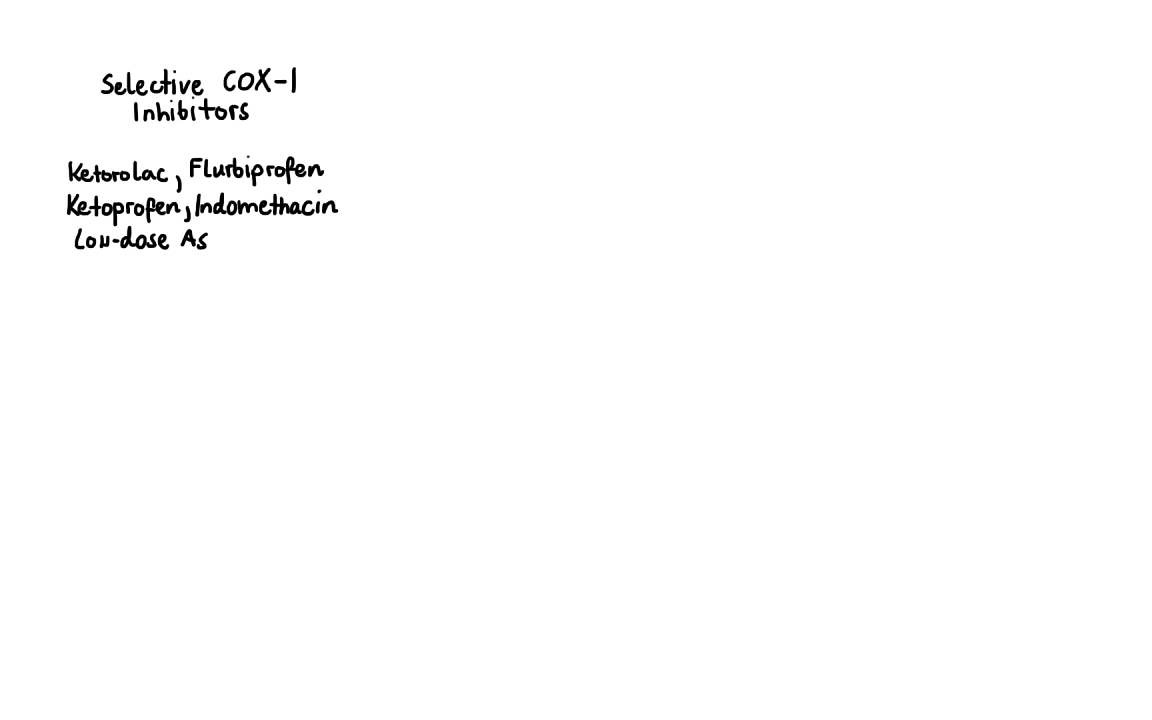 Selective COX-1
Inhibitors
Ketorolac, Flurbiprofen
Ketoprofen, Indomethacin
Low-dose As